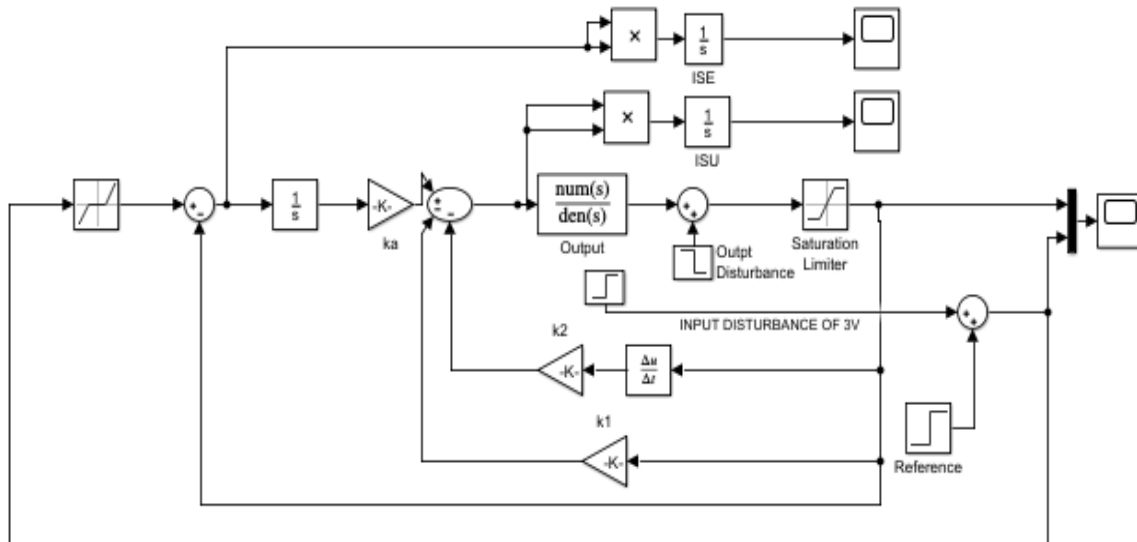 ×
1
s
ISE
×
1
s
ISU
+
-
1
s
-K-
ka
+
-
-
num(s)
den(s)
Output
+
+
Outpt
Disturbance
Saturation
Limiter
INPUT DISTURBANCE OF 3V
+
+
k2
-K-
Δu
Δt
k1
-K-
Reference